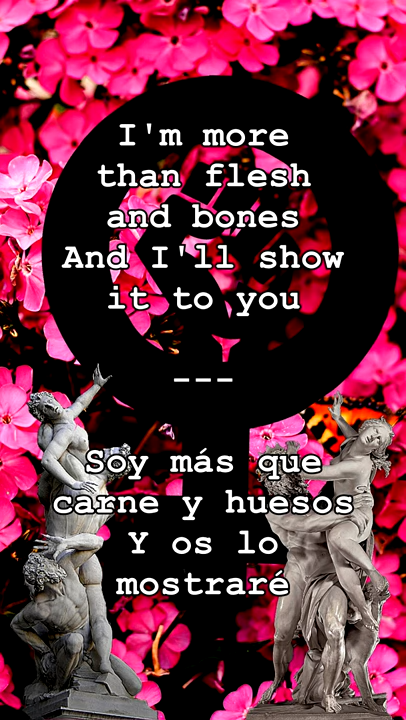 I'm more
than flesh
and bones
And I'll show
it to you
---
Soy más que
carne y huesos
Y os lo
mostraré